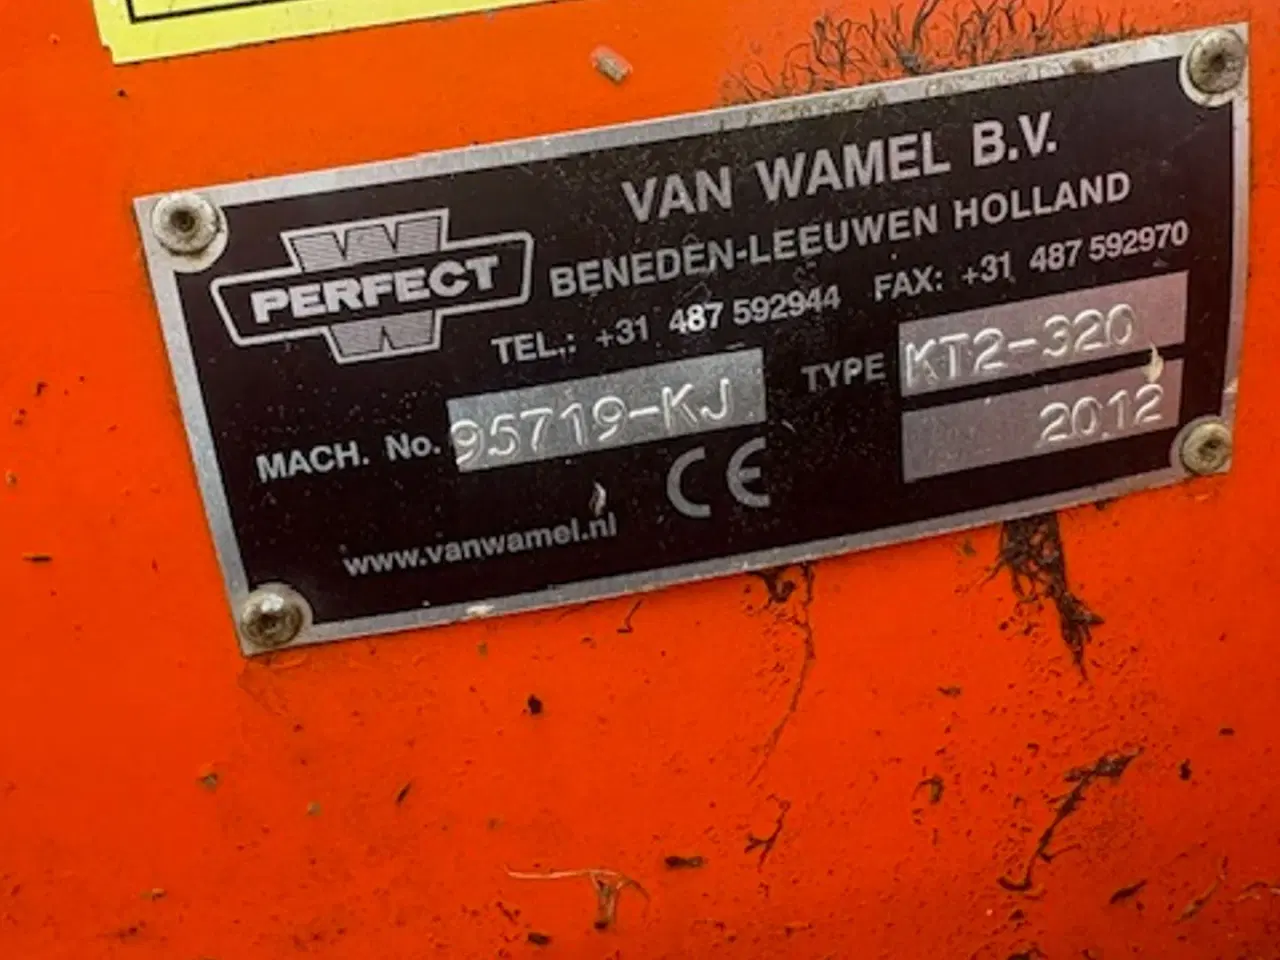 VAN WAMEL B.V.
PERFECT
BENEDEN-LEEUWEN HOLLAND
TEL.: +31 487 592944 FAX: +31 487 592970
MACH. No. 95719-KJ TYPE KT2-320
2012
CE
www.vanwamel.nl